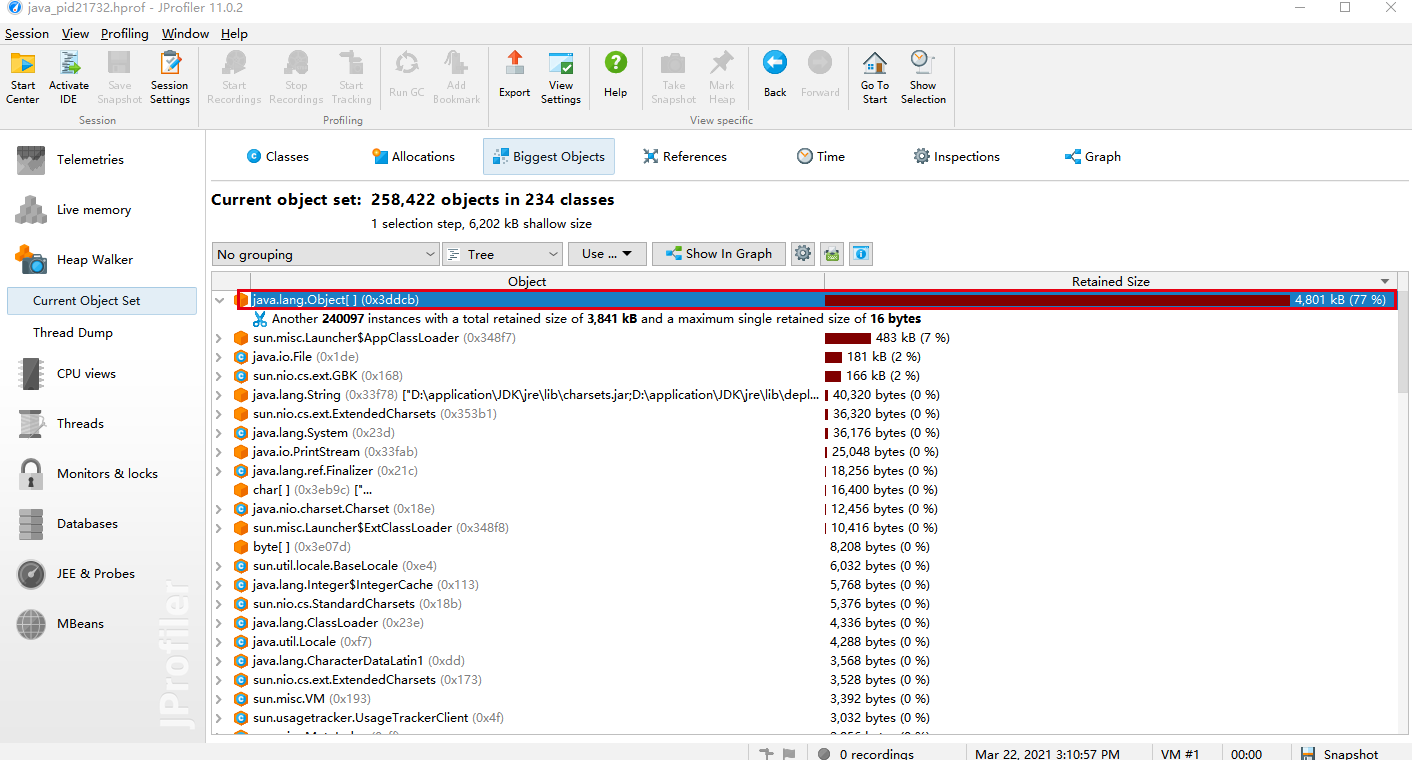 java_pid21732.hprof - JProfiler 11.0.2
Session View Profiling Window Help
Start Center
Activate IDE
Save Snapshot
Session Settings
Start Recordings
Stop Recordings
Start Tracking
Run GC
Add Bookmark
Export
View Settings
Help
Take Snapshot
Mark Heap
Back
Forward
Go To Start
Show Selection
Session
Profiling
View specific
Telemetries
Live memory
Heap Walker
Current Object Set
Thread Dump
CPU views
Threads
Monitors & locks
Databases
JEE & Probes
MBeans
JProfiler
Classes Allocations Biggest Objects References Time Inspections Graph
Current object set: 258,422 objects in 234 classes
1 selection step, 6,202 kB shallow size
No grouping Tree Use ... Show In Graph
Object Retained Size
java.lang.Object[ ] (0x3ddcb) 4,801 kB (77 %)
Another 240097 instances with a total retained size of 3,841 kB and a maximum single retained size of 16 bytes
sun.misc.Launcher$AppClassLoader (0x348f7) 483 kB (7 %)
java.io.File (0x1de) 181 kB (2 %)
sun.nio.cs.ext.GBK (0x168) 166 kB (2 %)
java.lang.String (0x33f78) ["D:\application\JDK\jre\lib\charsets.jar;D:\application\JDK\jre\lib\depl... 40,320 bytes (0 %)
sun.nio.cs.ext.ExtendedCharsets (0x353b1) 36,320 bytes (0 %)
java.lang.System (0x23d) 36,176 bytes (0 %)
java.io.PrintStream (0x33fab) 25,048 bytes (0 %)
java.lang.ref.Finalizer (0x21c) 18,256 bytes (0 %)
char[ ] (0x3eb9c) ["... 16,400 bytes (0 %)
java.nio.charset.Charset (0x18e) 12,456 bytes (0 %)
sun.misc.Launcher$ExtClassLoader (0x348f8) 10,416 bytes (0 %)
byte[ ] (0x3e07d) 8,208 bytes (0 %)
sun.util.locale.BaseLocale (0xe4) 6,032 bytes (0 %)
java.lang.Integer$IntegerCache (0x113) 5,768 bytes (0 %)
sun.nio.cs.StandardCharsets (0x18b) 5,376 bytes (0 %)
java.lang.ClassLoader (0x23e) 4,336 bytes (0 %)
java.util.Locale (0xf7) 4,288 bytes (0 %)
java.lang.CharacterDataLatin1 (0xdd) 3,568 bytes (0 %)
sun.nio.cs.ext.ExtendedCharsets (0x173) 3,528 bytes (0 %)
sun.misc.VM (0x193) 3,392 bytes (0 %)
sun.usagetracker.UsageTrackerClient (0x4f) 3,032 bytes (0 %)
0 recordings Mar 22, 2021 3:10:57 PM VM #1 00:00 Snapshot